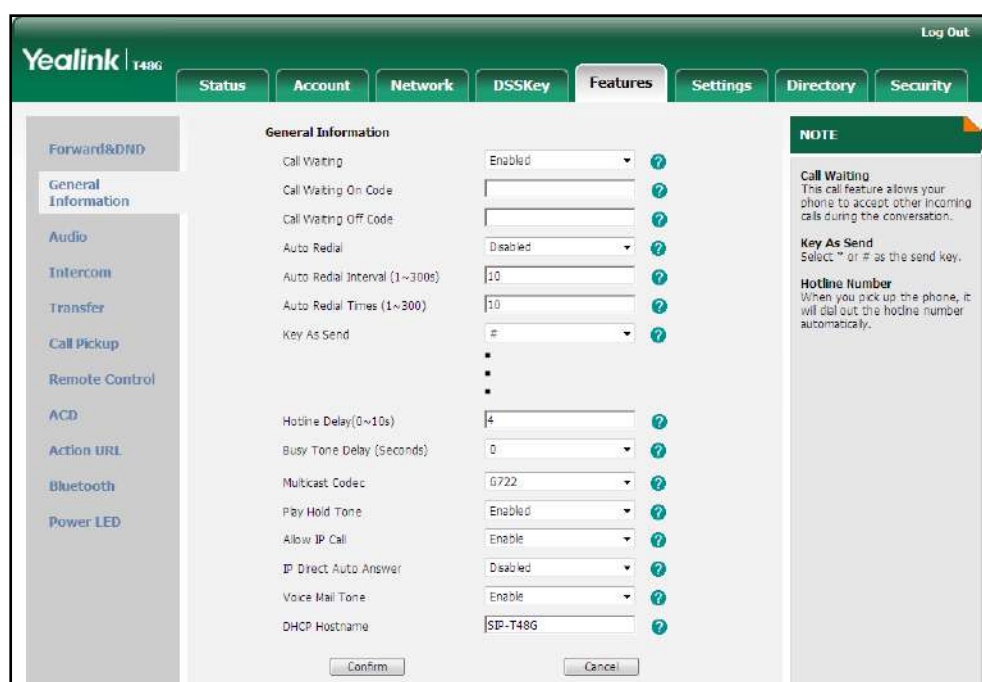 Log Out
Yealink T48G
Status Account Network DSSKey Features Settings Directory Security
Forward&DND
General
Information
Audio
Intercom
Transfer
Call Pickup
Remote Control
ACD
Action URL
Bluetooth
Power LED
General Information
Call Waiting Enabled
Call Waiting On Code
Call Waiting Off Code
Auto Redial Disabled
Auto Redial Interval (1~300s) 10
Auto Redial Times (1~300) 10
Key As Send #
Hotline Delay(0~10s) 4
Busy Tone Delay (Seconds) 0
Multicast Codec G722
Play Hold Tone Enabled
Allow IP Call Enable
IP Direct Auto Answer Disabled
Voice Mail Tone Enable
DHCP Hostname SIP-T48G
Confirm Cancel
NOTE
Call Waiting
This call feature allows your
phone to accept other incoming
calls during the conversation.
Key As Send
Select * or # as the send key.
Hotline Number
When you pick up the phone, it
will dial out the hotline number
automatically.